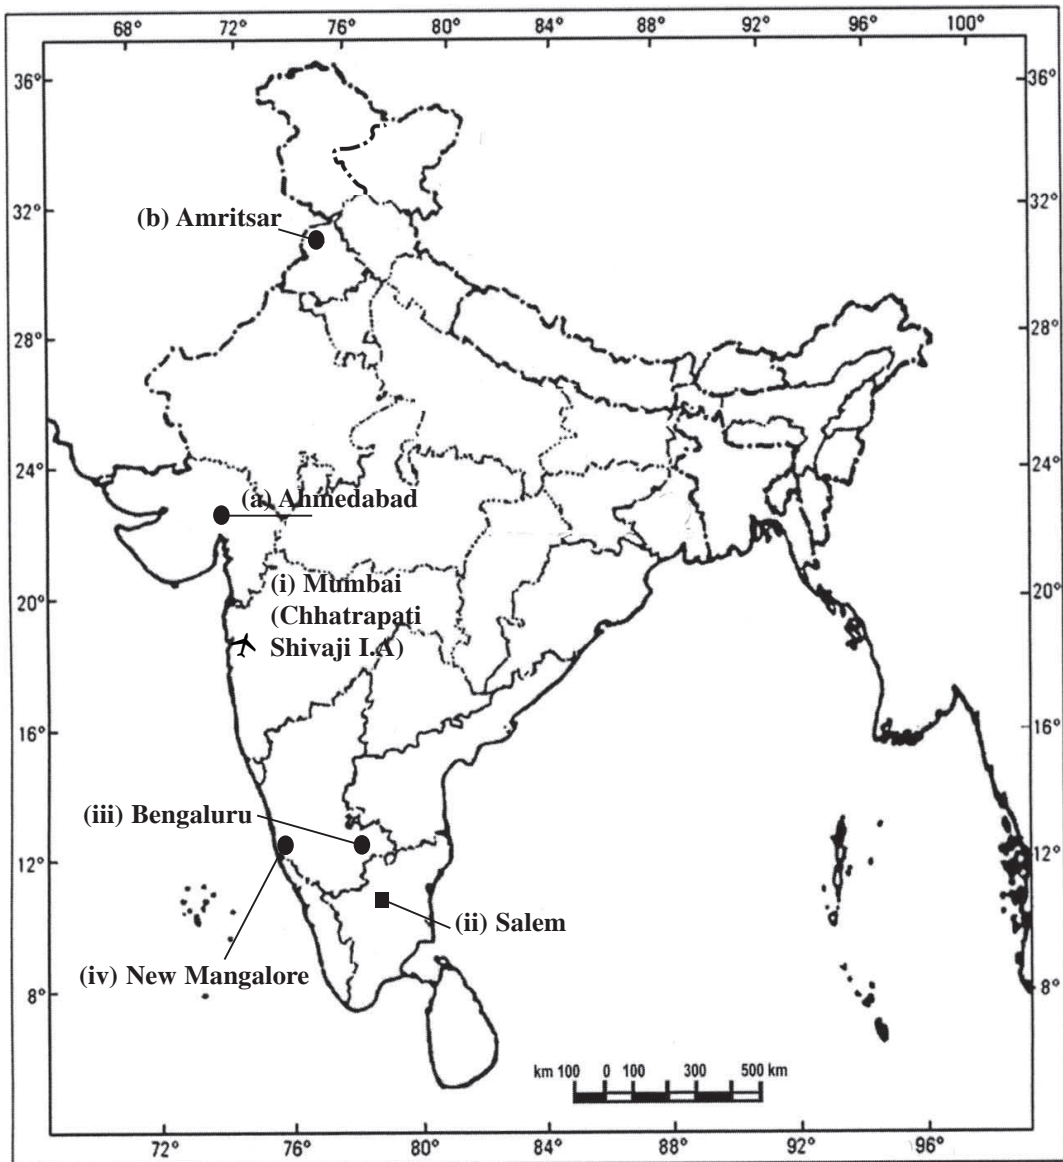 68° 72° 76° 80° 84° 88° 92° 96° 100°
36° 36°
32° 32°
(b) Amritsar
28° 28°
24° 24°
(a) Ahmedabad
(i) Mumbai
20° 20°
(Chhatrapati
Shivaji I.A)
16° 16°
(iii) Bengaluru
12° 12°
(ii) Salem
(iv) New Mangalore
8° 8°
km 100 0 100 300 500 km
72° 76° 80° 84° 88° 92° 96°